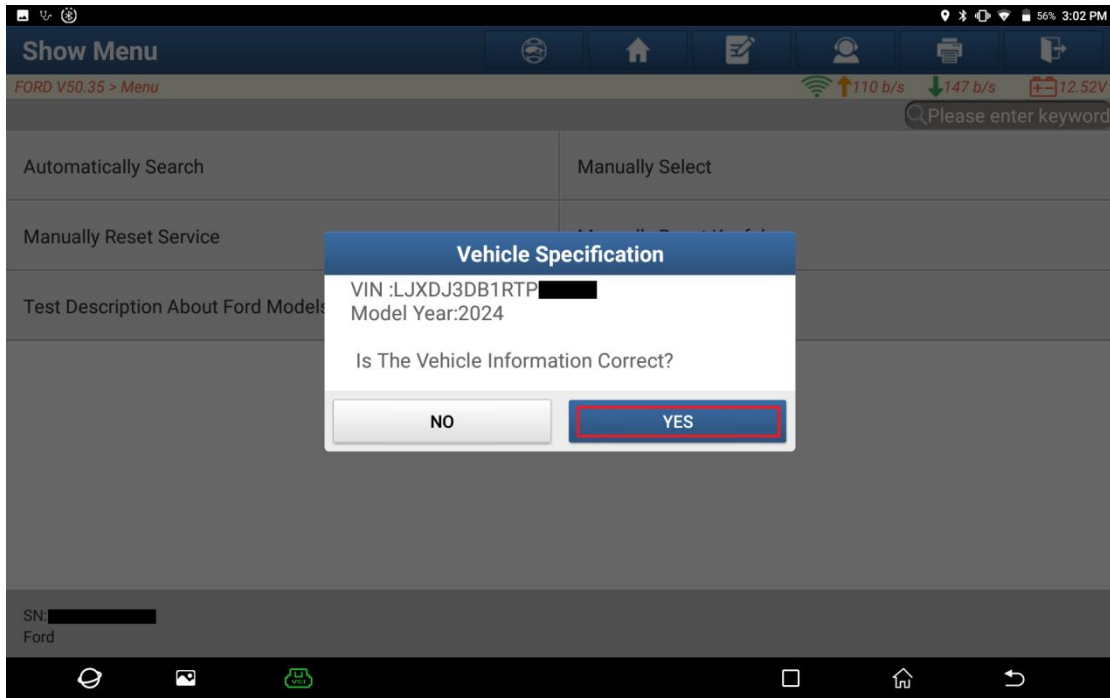 56% 3:02 PM
Show Menu
FORD V50.35 > Menu
110 b/s 147 b/s 12.52V
Please enter keyword
Automatically Search
Manually Select
Manually Reset Service
Test Description About Ford Models
Vehicle Specification
VIN :LJXDJ3DB1RTP
Model Year:2024
Is The Vehicle Information Correct?
NO
YES
SN:
Ford
VCI